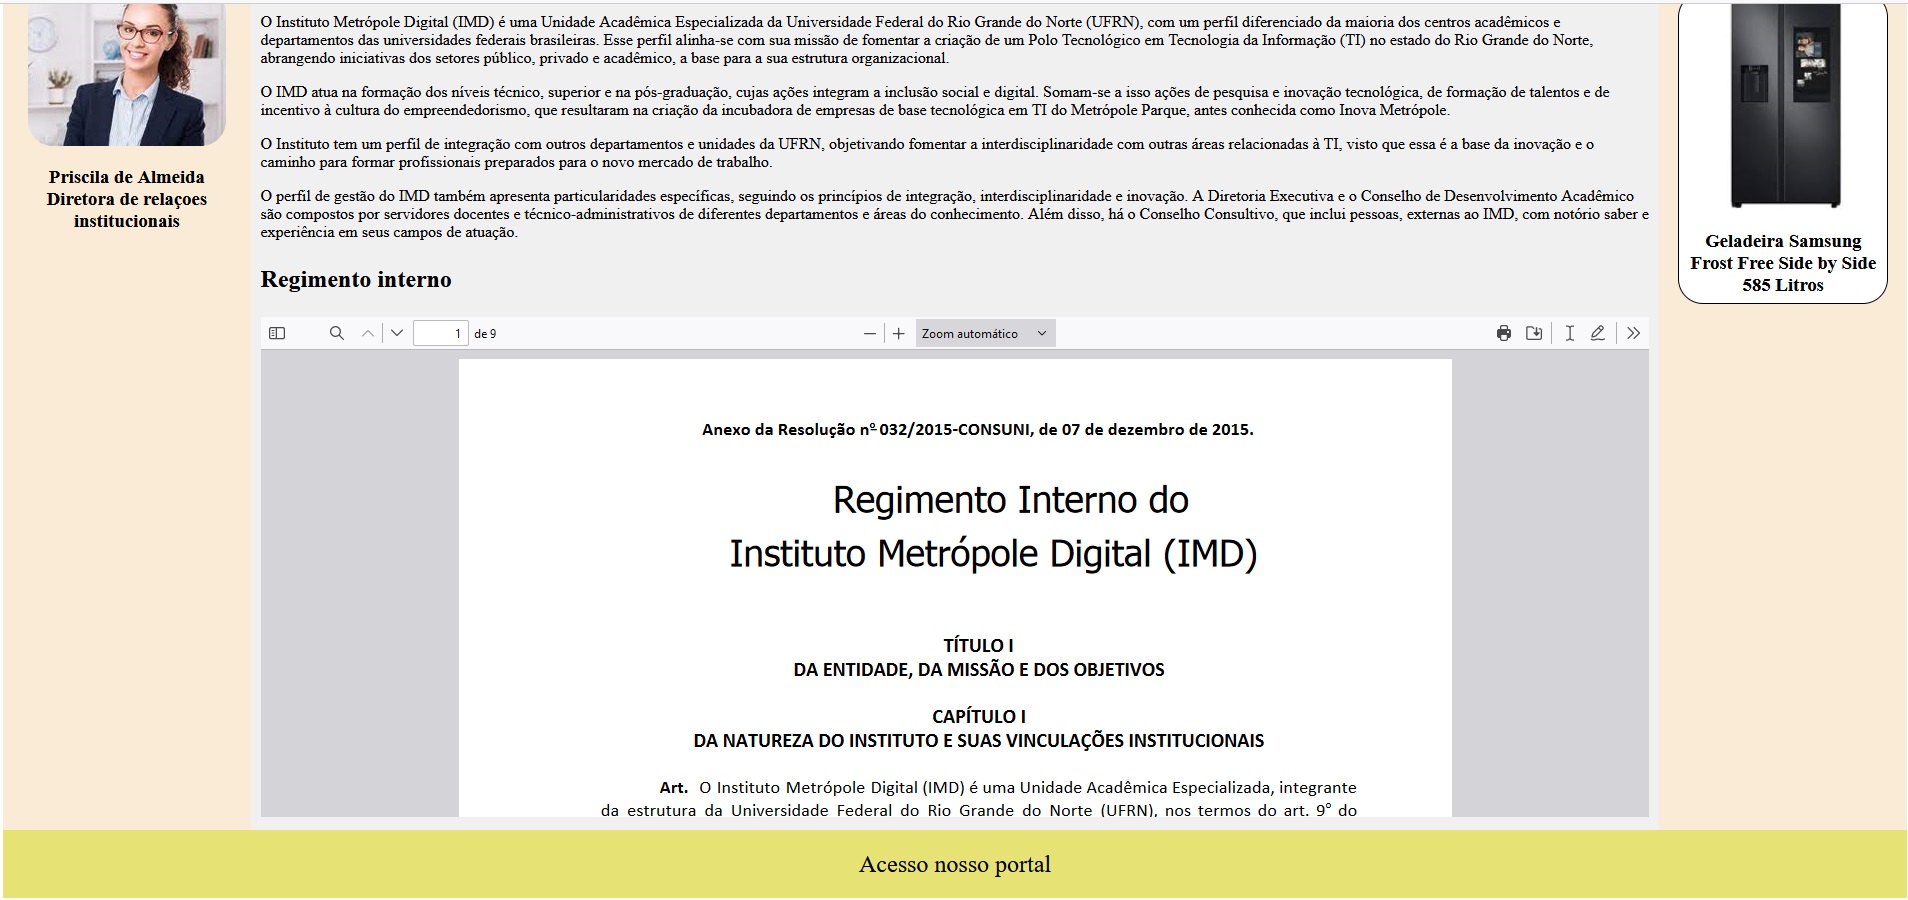 O Instituto Metrópole Digital (IMD) é uma Unidade Acadêmica Especializada da Universidade Federal do Rio Grande do Norte (UFRN), com um perfil diferenciado da maioria dos centros acadêmicos e
departamentos das universidades federais brasileiras. Esse perfil alinha-se com sua missão de fomentar a criação de um Polo Tecnológico em Tecnologia da Informação (TI) no estado do Rio Grande do Norte,
abrangendo iniciativas dos setores público, privado e acadêmico, a base para a sua estrutura organizacional.
O IMD atua na formação dos níveis técnico, superior e na pós-graduação, cujas ações integram a inclusão social e digital. Somam-se a isso ações de pesquisa e inovação tecnológica, de formação de talentos e de
incentivo à cultura do empreendedorismo, que resultaram na criação da incubadora de empresas de base tecnológica em TI do Metrópole Parque, antes conhecida como Inova Metrópole.
O Instituto tem um perfil de integração com outros departamentos e unidades da UFRN, objetivando fomentar a interdisciplinaridade com outras áreas relacionadas à TI, visto que essa é a base da inovação e o
caminho para formar profissionais preparados para o novo mercado de trabalho.
O perfil de gestão do IMD também apresenta particularidades específicas, seguindo os princípios de integração, interdisciplinaridade e inovação. A Diretoria Executiva e o Conselho de Desenvolvimento Acadêmico
são compostos por servidores docentes e técnico-administrativos de diferentes departamentos e áreas do conhecimento. Além disso, há o Conselho Consultivo, que inclui pessoas, externas ao IMD, com notório saber e
experiência em seus campos de atuação.
Priscila de Almeida
Diretora de relaçoes
institucionais
Geladeira Samsung
Frost Free Side by Side
585 Litros
Regimento interno
1 de 9
Zoom automático
Anexo da Resolução nº 032/2015-CONSUNI, de 07 de dezembro de 2015.
Regimento Interno do
Instituto Metrópole Digital (IMD)
TÍTULO I
DA ENTIDADE, DA MISSÃO E DOS OBJETIVOS
CAPÍTULO I
DA NATUREZA DO INSTITUTO E SUAS VINCULAÇÕES INSTITUCIONAIS
Art. O Instituto Metrópole Digital (IMD) é uma Unidade Acadêmica Especializada, integrante
da estrutura da Universidade Federal do Rio Grande do Norte (UFRN), nos termos do art. 9° do
Acesso nosso portal